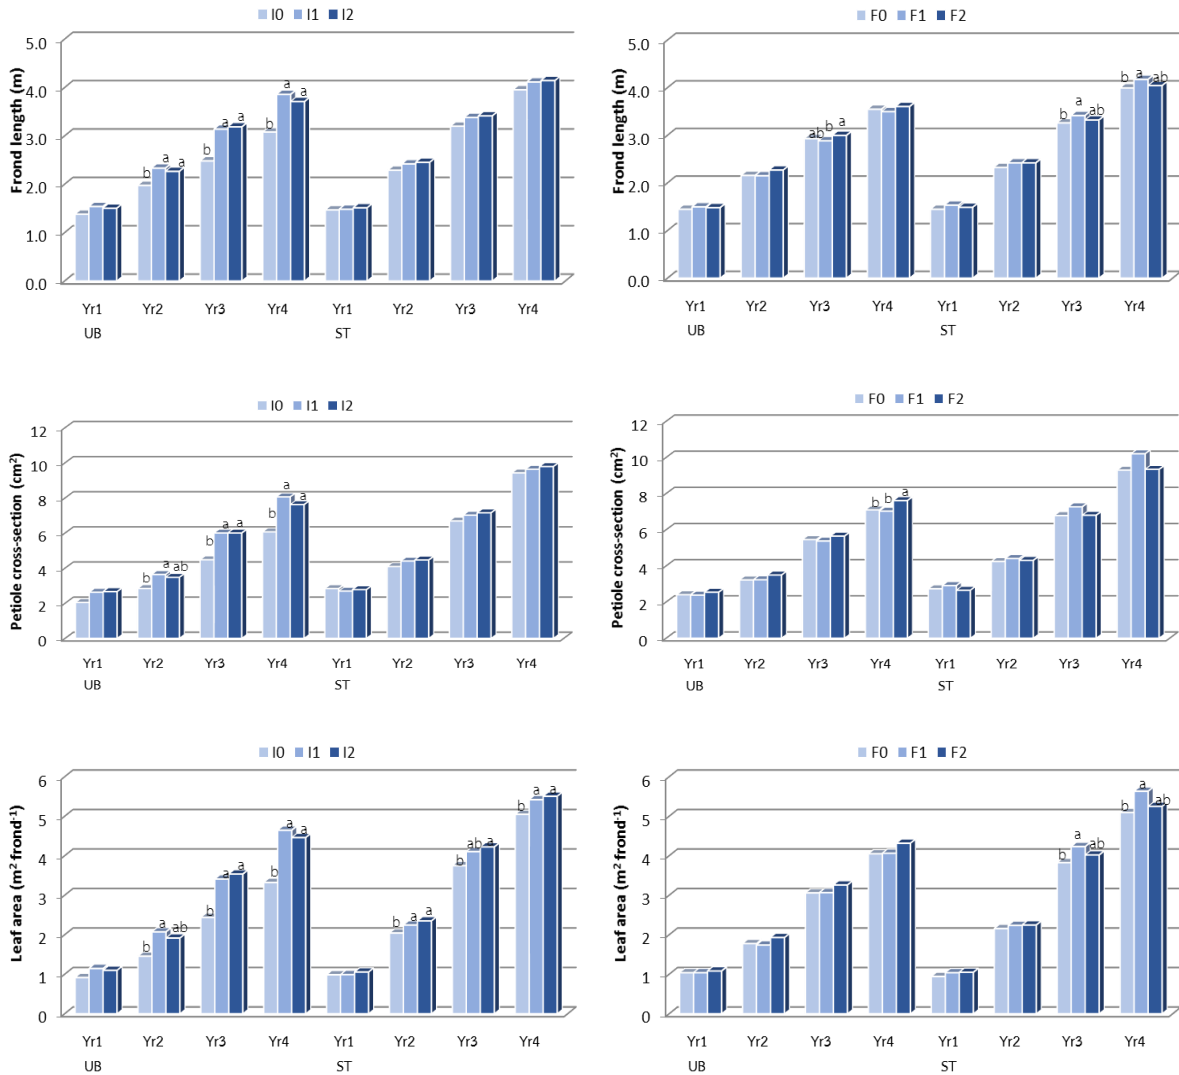 I0 I1 I2
5.0
4.0
3.0
2.0
1.0
0.0
Frond length (m)
b a a b a a b a a
Yr1 Yr2 Yr3 Yr4 Yr1 Yr2 Yr3 Yr4
UB ST
F0 F1 F2
5.0
4.0
3.0
2.0
1.0
0.0
Frond length (m)
ab b a b a ab b a ab
Yr1 Yr2 Yr3 Yr4 Yr1 Yr2 Yr3 Yr4
UB ST
I0 I1 I2
12
10
8
6
4
2
0
Petiole cross-section (cm²)
b a ab b a a b a a
Yr1 Yr2 Yr3 Yr4 Yr1 Yr2 Yr3 Yr4
UB ST
F0 F1 F2
12
10
8
6
4
2
0
Petiole cross-section (cm²)
b b a
Yr1 Yr2 Yr3 Yr4 Yr1 Yr2 Yr3 Yr4
UB ST
I0 I1 I2
6
5
4
3
2
1
0
Leaf area (m² frond⁻¹)
b a ab b a a b a a b a a b ab a b a a
Yr1 Yr2 Yr3 Yr4 Yr1 Yr2 Yr3 Yr4
UB ST
F0 F1 F2
6
5
4
3
2
1
0
Leaf area (m² frond⁻¹)
b a ab b a ab
Yr1 Yr2 Yr3 Yr4 Yr1 Yr2 Yr3 Yr4
UB ST